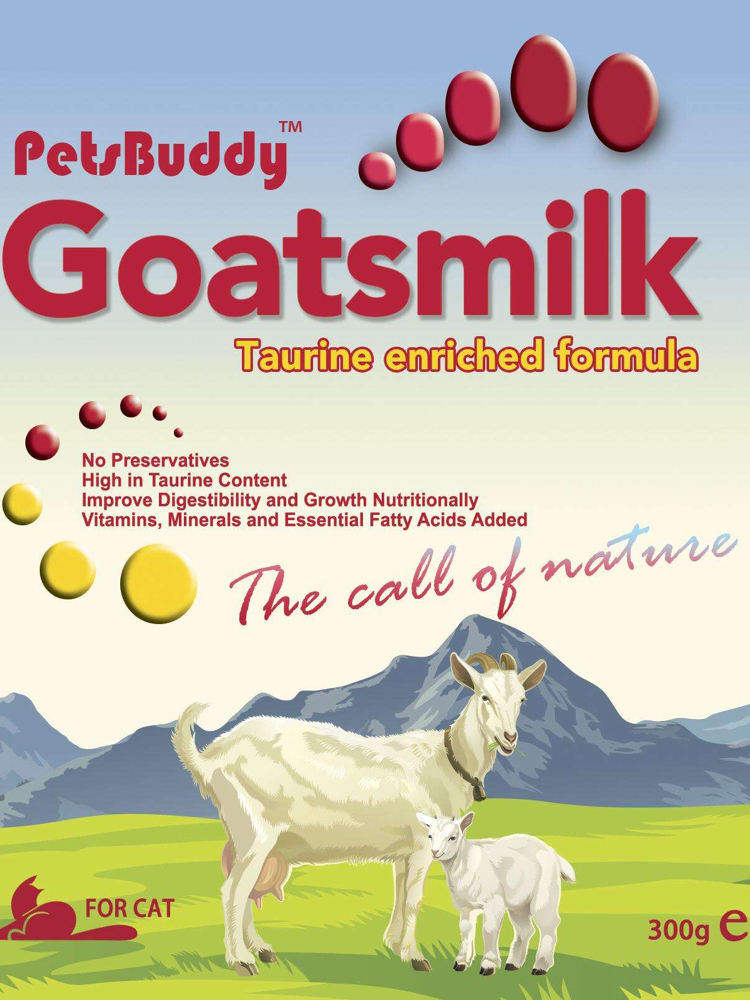 PetsBuddy™
Goatsmilk
Taurine enriched formula
No Preservatives
High in Taurine Content
Improve Digestibility and Growth Nutritionally
Vitamins, Minerals and Essential Fatty Acids Added
The call of nature
FOR CAT
300g e